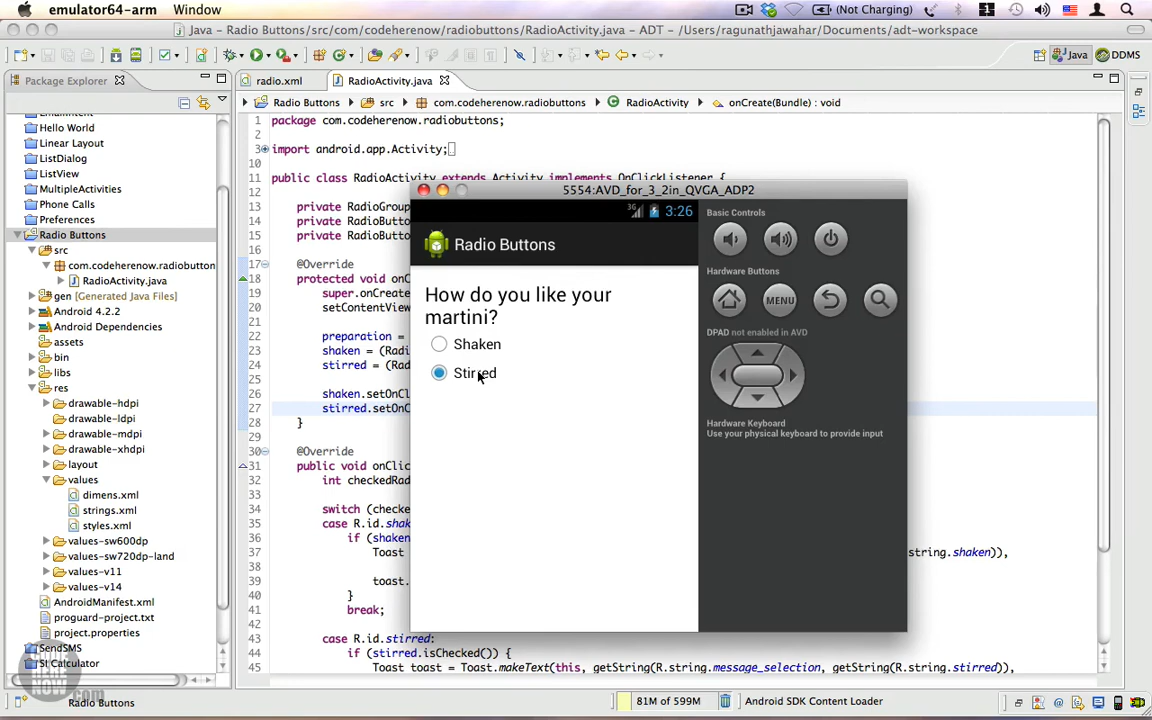 emulator64-arm Window (Not Charging)
Java – Radio Buttons/src/com/codeherenow/radiobuttons/RadioActivity.java – ADT – /Users/ragunathjawahar/Documents/adt-workspace
Java DDMS
Package Explorer
radio.xml RadioActivity.java
Radio Buttons src com.codeherenow.radiobuttons RadioActivity onCreate(Bundle) : void
Hello World
Linear Layout
ListDialog
ListView
MultipleActivities
Phone Calls
Preferences
Radio Buttons
src
com.codeherenow.radiobutton
RadioActivity.java
gen [Generated Java Files]
Android 4.2.2
Android Dependencies
assets
bin
libs
res
drawable-hdpi
drawable-ldpi
drawable-mdpi
drawable-xhdpi
layout
values
dimens.xml
strings.xml
styles.xml
values-sw600dp
values-sw720dp-land
values-v11
values-v14
AndroidManifest.xml
proguard-project.txt
project.properties
SendSMS
CODE HERE NOW .com
1 package com.codeherenow.radiobuttons;
2
3 import android.app.Activity;
10
11 public class RadioActivity extends Activity implements OnClickListener {
12
13 private RadioGroup
14 private RadioButto
15 private RadioButto
16
17 @Override
18 protected void onC
19 super.onCreate
20 setContentView
21
22 preparation =
23 shaken = (Radi
24 stirred = (Rad
25
26 shaken.setOnCl
27 stirred.setOnC
28 }
29
30 @Override
31 public void onClic
32 int checkedRad
33
34 switch (checke
35 case R.id.shak
36 if (shaken
37 Toast string.shaken)),
38
39 toast.
40 }
41 break;
42
43 case R.id.stirred:
44 if (stirred.isChecked()) {
45 Toast toast = Toast.makeText(this, getString(R.string.message_selection, getString(R.string.stirred)),
5554:AVD_for_3_2in_QVGA_ADP2
3G 3:26
Radio Buttons
How do you like your
martini?
Shaken
Stirred
Basic Controls
Hardware Buttons
MENU
DPAD not enabled in AVD
Hardware Keyboard
Use your physical keyboard to provide input
Radio Buttons 81M of 599M Android SDK Content Loader